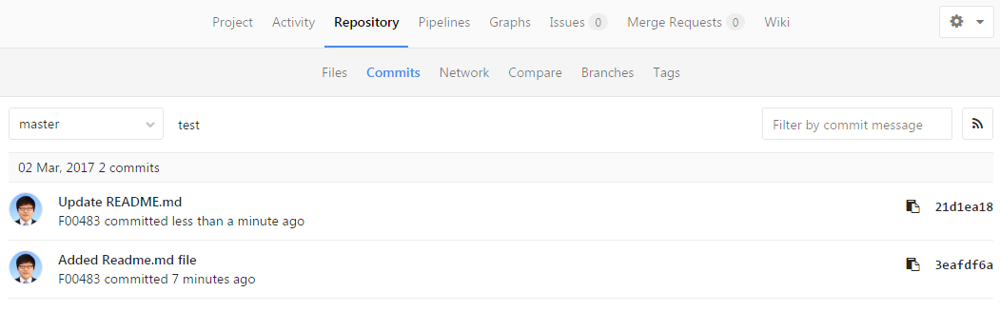 Project Activity Repository Pipelines Graphs Issues 0 Merge Requests 0 Wiki
Files Commits Network Compare Branches Tags
master test Filter by commit message
02 Mar, 2017 2 commits
Update README.md 21d1ea18
F00483 committed less than a minute ago
Added Readme.md file 3eafdf6a
F00483 committed 7 minutes ago